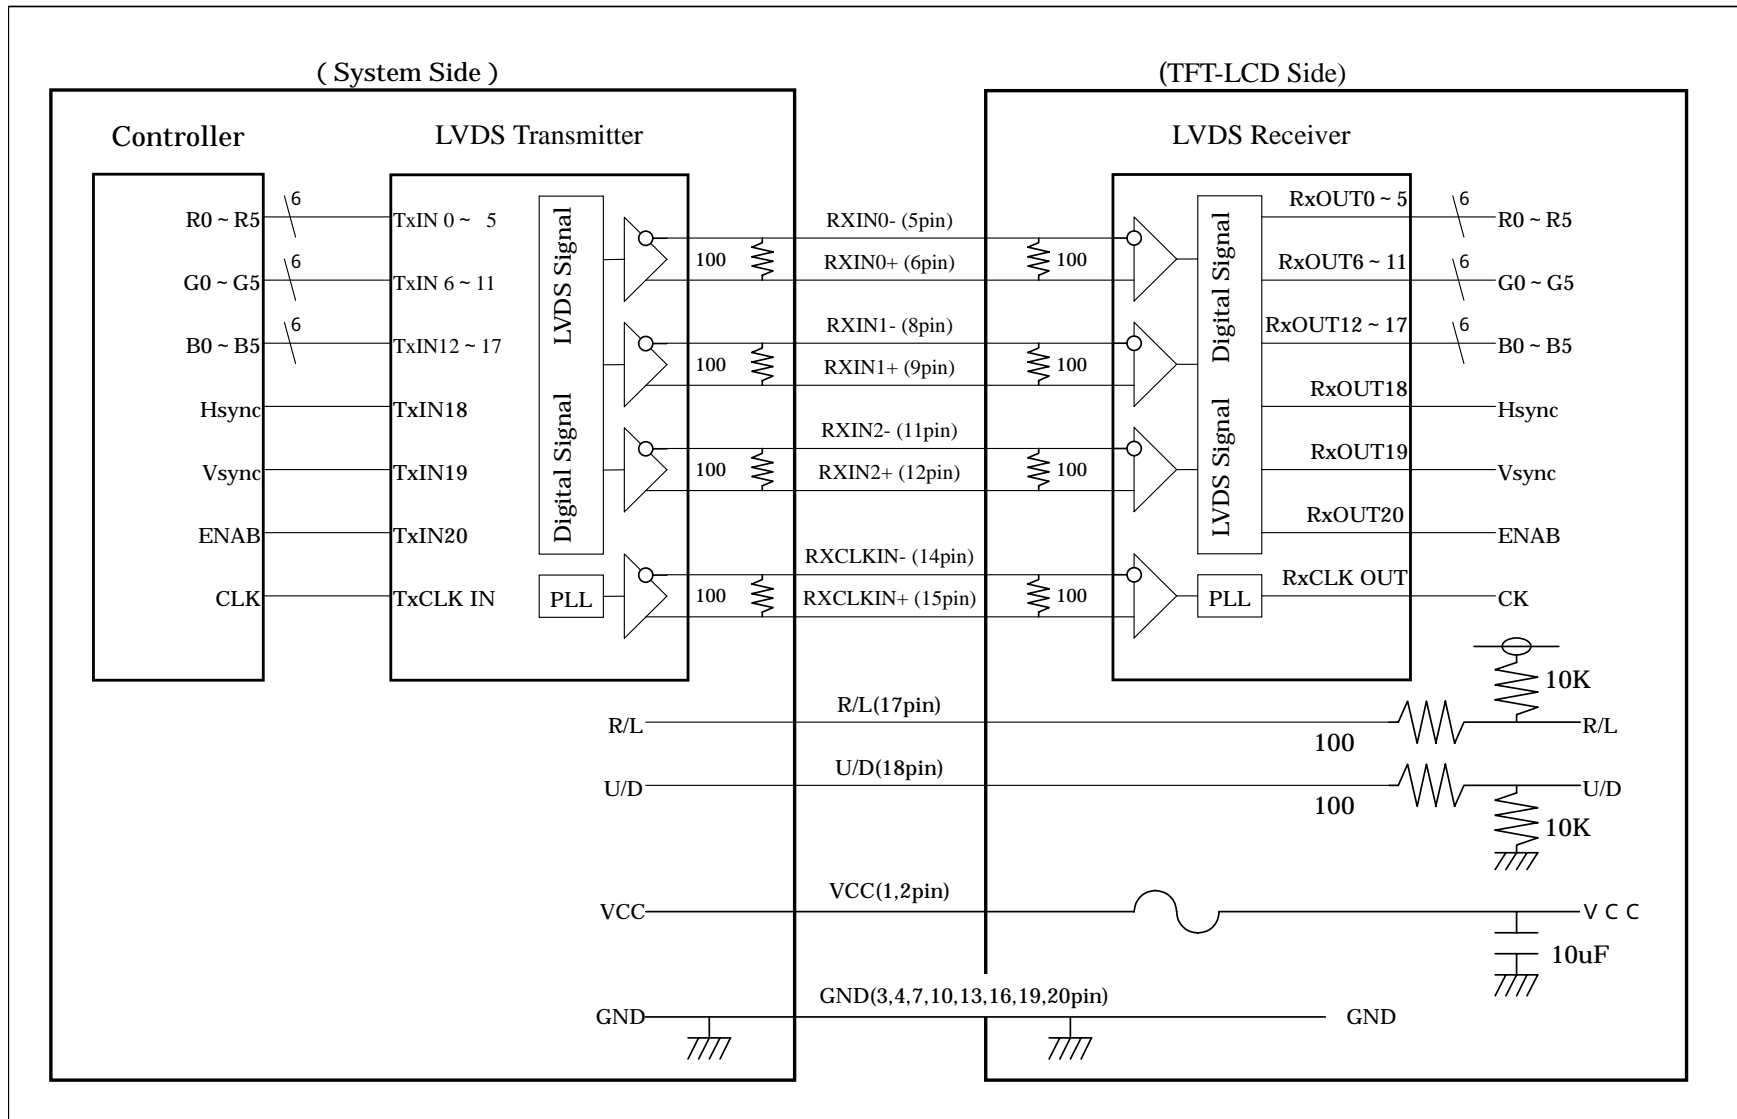 ( System Side )
(TFT-LCD Side)
Controller
LVDS Transmitter
LVDS Receiver
R0 ~ R5
6
TxIN 0 ~ 5
G0 ~ G5
6
TxIN 6 ~ 11
B0 ~ B5
6
TxIN12 ~ 17
Hsync
TxIN18
Vsync
TxIN19
ENAB
TxIN20
CLK
TxCLK IN
LVDS Signal
Digital Signal
PLL
100
RXIN0- (5pin)
RXIN0+ (6pin)
100
100
RXIN1- (8pin)
RXIN1+ (9pin)
100
100
RXIN2- (11pin)
RXIN2+ (12pin)
100
100
RXCLKIN- (14pin)
RXCLKIN+ (15pin)
100
Digital Signal
LVDS Signal
PLL
RxOUT0 ~ 5
6
R0 ~ R5
RxOUT6 ~ 11
6
G0 ~ G5
RxOUT12 ~ 17
6
B0 ~ B5
RxOUT18
Hsync
RxOUT19
Vsync
RxOUT20
ENAB
RxCLK OUT
CK
10K
R/L
R/L(17pin)
100
R/L
U/D
U/D(18pin)
100
U/D
10K
VCC
VCC(1,2pin)
V C C
10uF
GND
GND(3,4,7,10,13,16,19,20pin)
GND